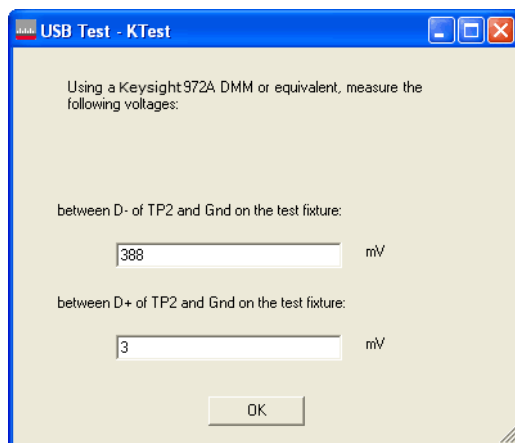 USB Test - KTest
Using a Keysight 972A DMM or equivalent, measure the
following voltages:
between D- of TP2 and Gnd on the test fixture:
388 mV
between D+ of TP2 and Gnd on the test fixture:
3 mV
OK